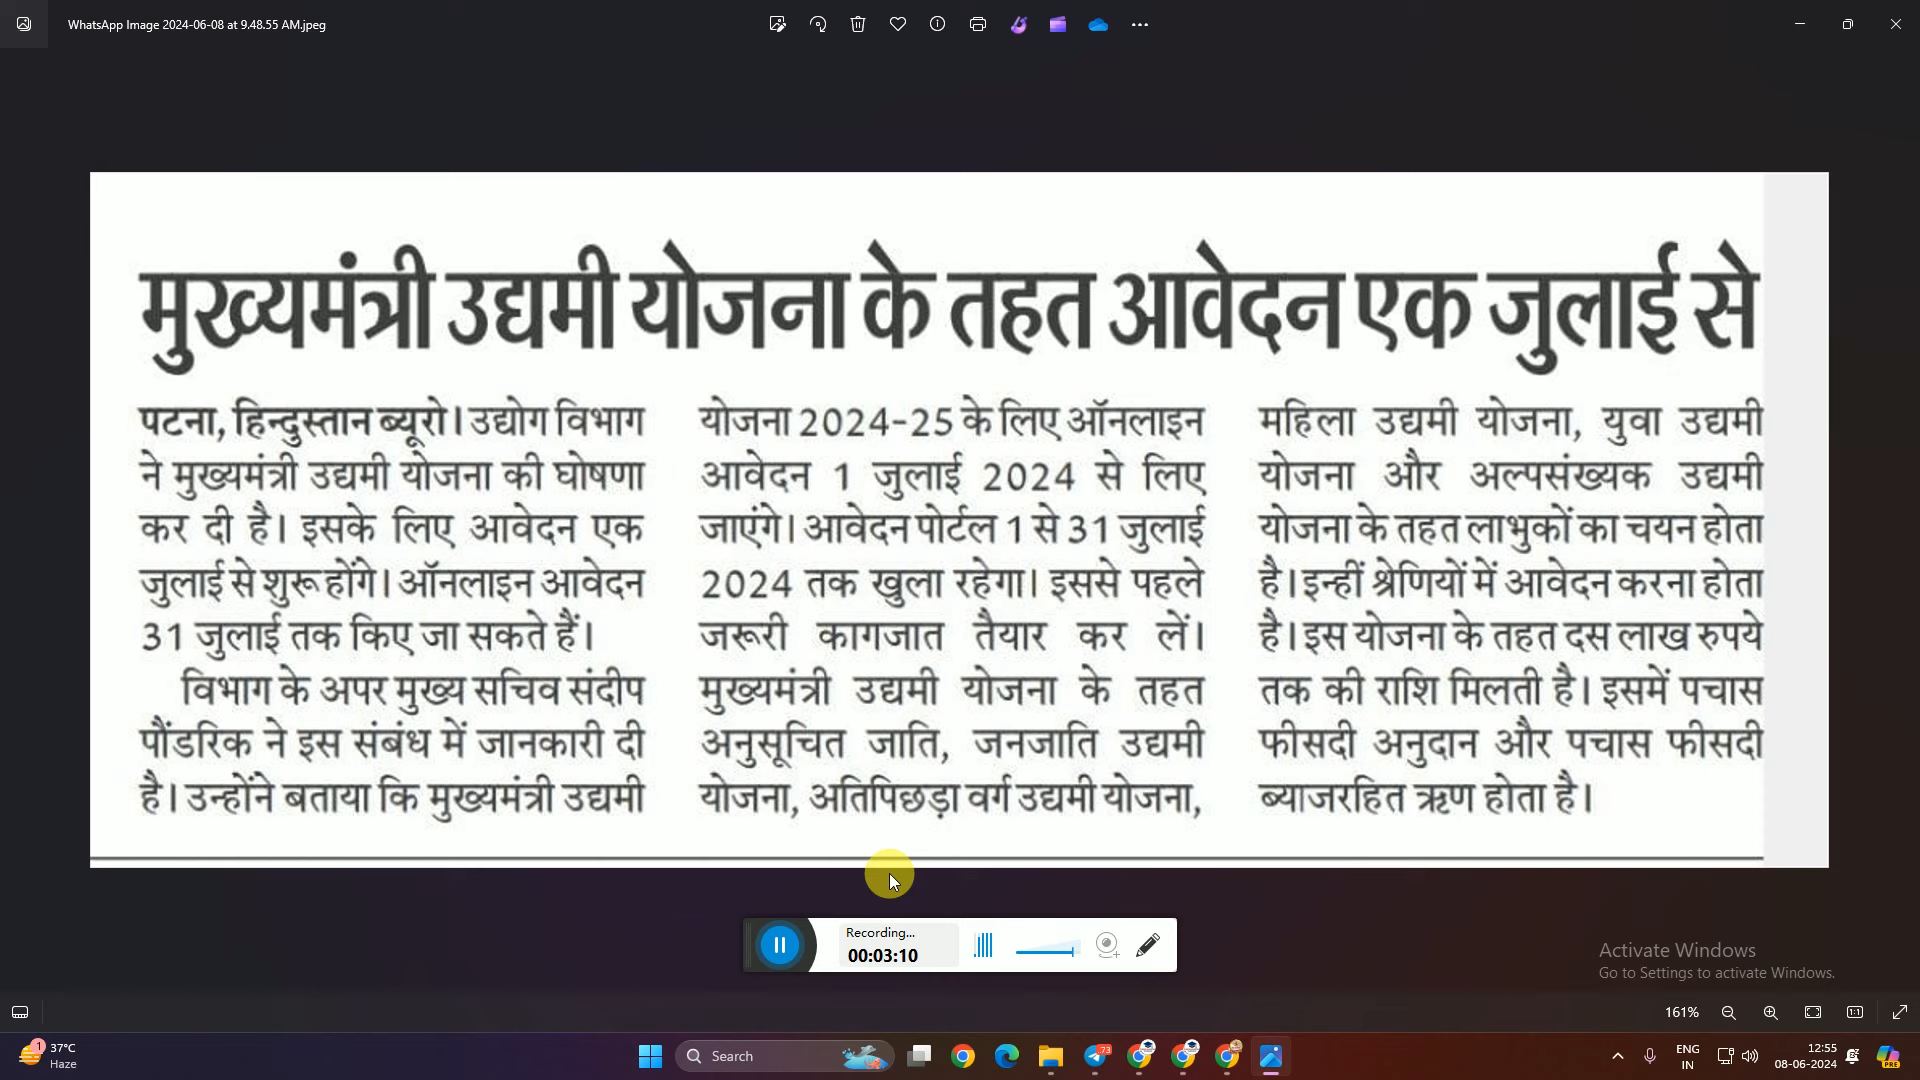 WhatsApp Image 2024-06-08 at 9.48.55 AM.jpeg
मुख्यमंत्री उद्यमी योजना के तहत आवेदन एक जुलाई से
पटना, हिन्दुस्तान ब्यूरो। उद्योग विभाग
ने मुख्यमंत्री उद्यमी योजना की घोषणा
कर दी है। इसके लिए आवेदन एक
जुलाई से शुरू होंगे। ऑनलाइन आवेदन
31 जुलाई तक किए जा सकते हैं।
विभाग के अपर मुख्य सचिव संदीप
पौंडरिक ने इस संबंध में जानकारी दी
है। उन्होंने बताया कि मुख्यमंत्री उद्यमी
योजना 2024-25 के लिए ऑनलाइन
आवेदन 1 जुलाई 2024 से लिए
जाएंगे। आवेदन पोर्टल 1 से 31 जुलाई
2024 तक खुला रहेगा। इससे पहले
जरूरी कागजात तैयार कर लें।
मुख्यमंत्री उद्यमी योजना के तहत
अनुसूचित जाति, जनजाति उद्यमी
योजना, अतिपिछड़ा वर्ग उद्यमी योजना,
महिला उद्यमी योजना, युवा उद्यमी
योजना और अल्पसंख्यक उद्यमी
योजना के तहत लाभुकों का चयन होता
है। इन्हीं श्रेणियों में आवेदन करना होता
है। इस योजना के तहत दस लाख रुपये
तक की राशि मिलती है। इसमें पचास
फीसदी अनुदान और पचास फीसदी
ब्याजरहित ऋण होता है।
Recording...
00:03:10
Activate Windows
Go to Settings to activate Windows.
161%
1:1
1
37°C
Haze
Search
73
ENG
IN
12:55
08-06-2024
PRE